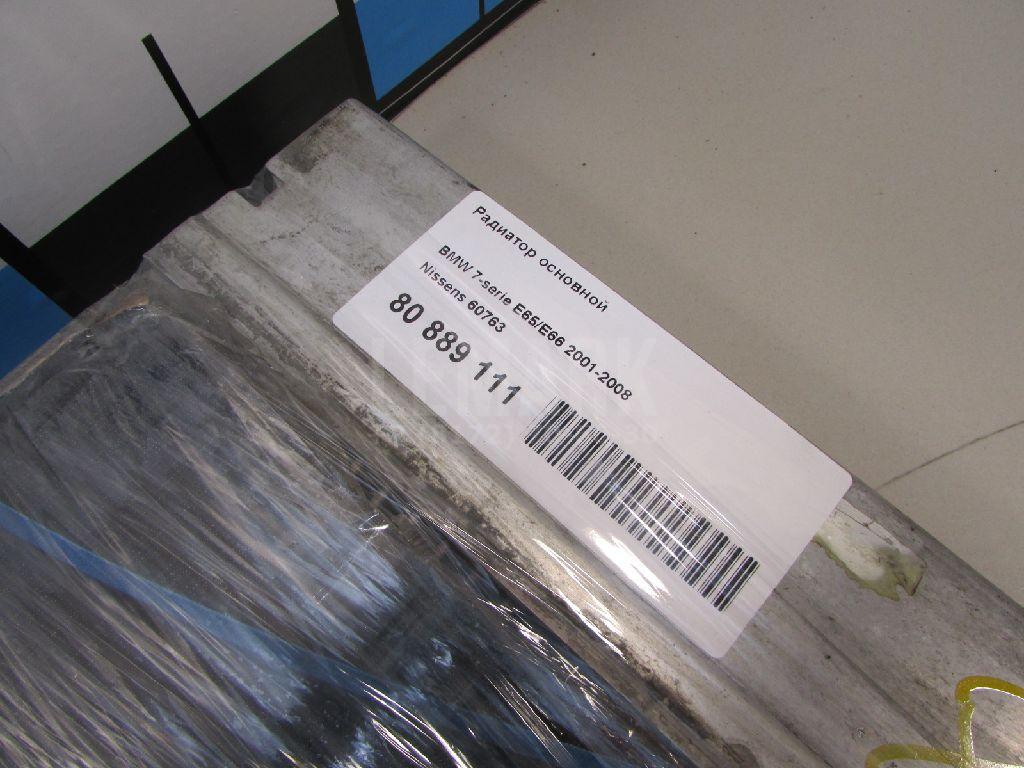 Радиатор основной
BMW 7-serie E65/E66 2001-2008
Nissens 60763
80 889 111